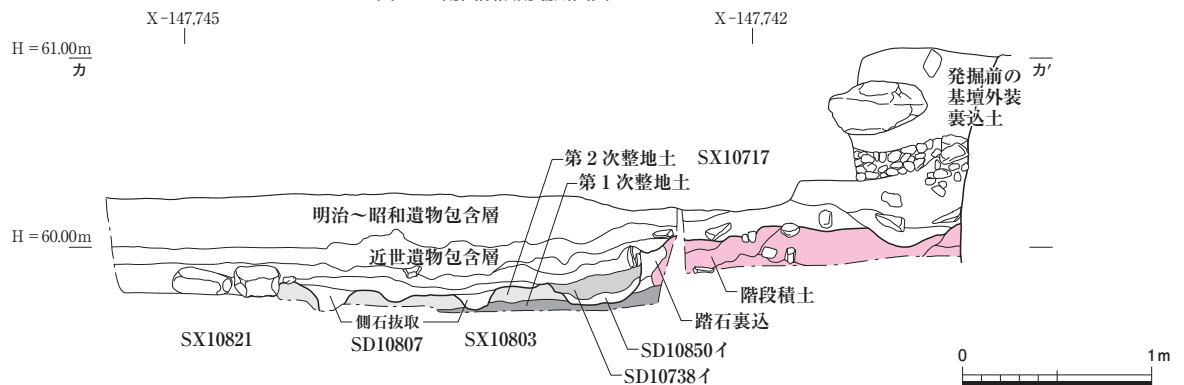 X-147,745
X-147,742
H = 61.00m
カ
カ′
発掘前の
基壇外装
裏込土
第2次整地土 SX10717
第1次整地土
明治〜昭和遺物包含層
H = 60.00m
近世遺物包含層
階段積土
側石抜取
踏石裏込
SX10821
SD10807
SX10803
SD10850イ
SD10738イ
0
1m